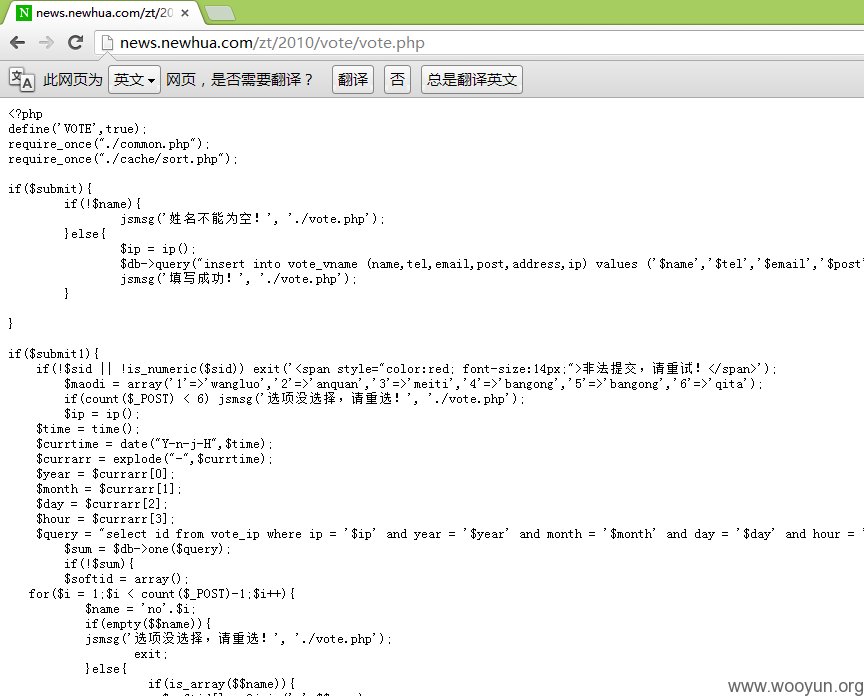 news.newhua.com/zt/20
news.newhua.com/zt/2010/vote/vote.php
此网页为 英文 网页，是否需要翻译？ 翻译 否 总是翻译英文
<?php
define('VOTE',true);
require_once("./common.php");
require_once("./cache/sort.php");
if($submit){
if(!$name){
jsmsg('姓名不能为空！', './vote.php');
}else{
$ip = ip();
$db->query("insert into vote_vname (name,tel,email,post,address,ip) values ('$name','$tel','$email','$post'
jsmsg('填写成功！', './vote.php');
}
}
if($submit1){
if(!$sid || !is_numeric($sid)) exit('<span style="color:red; font-size:14px;">非法提交，请重试！</span>');
$maodi = array('1'=>'wangluo','2'=>'anquan','3'=>'meiti','4'=>'bangong','5'=>'bangong','6'=>'qita');
if(count($_POST) < 6) jsmsg('选项没选择，请重选！', './vote.php');
$ip = ip();
$time = time();
$currtime = date("Y-n-j-H",$time);
$currarr = explode("-",$currtime);
$year = $currarr[0];
$month = $currarr[1];
$day = $currarr[2];
$hour = $currarr[3];
$query = "select id from vote_ip where ip = '$ip' and year = '$year' and month = '$month' and day = '$day' and hour = '
$sum = $db->one($query);
if(!$sum){
$softid = array();
for($i = 1;$i < count($_POST)-1;$i++){
$name = 'no'.$i;
if(empty($$name)){
jsmsg('选项没选择，请重选！', './vote.php');
exit;
}else{
if(is_array($$name)){
www.wooyun.org